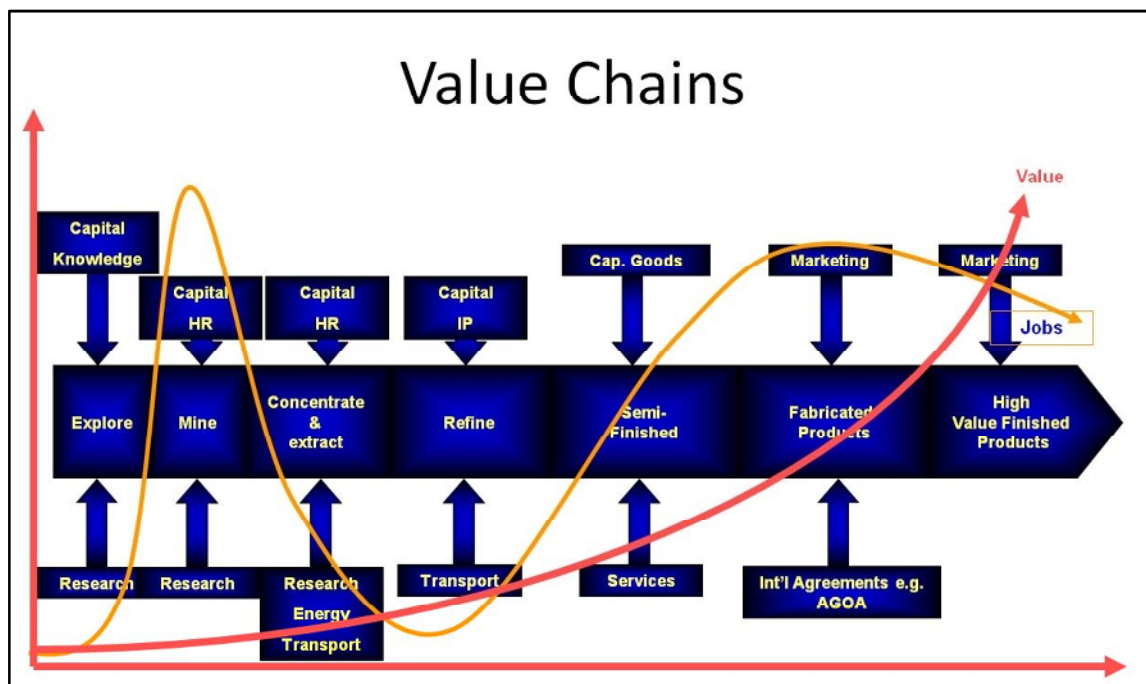 Value Chains
Value
Capital
Knowledge
Capital
HR
Capital
HR
Capital
IP
Cap. Goods
Marketing
Marketing
Jobs
Explore
Mine
Concentrate
&
extract
Refine
Semi-
Finished
Fabricated
Products
High
Value Finished
Products
Research
Research
Research
Energy
Transport
Transport
Services
Int'l Agreements e.g.
AGOA